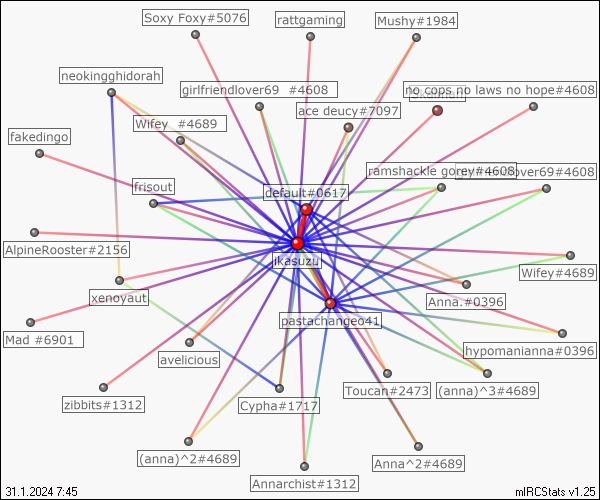 Soxy Foxy#5076
rattgaming
Mushy#1984
neokingghidorah
girlfriendlover69 #4608
no cops no laws no hope#4608
ace deucy#7097
Wifey #4689
fakedingo
ramshackle gorey#4608
over69#4608
frisout
default#0617
AlpineRooster#2156
jkasuzu
Wifey#4689
xenoyaut
Anna.#0396
pastachangeo41
Mad #6901
hypomanianna#0396
avelicious
Toucan#2473
(anna)^3#4689
zibbits#1312
Cypha#1717
(anna)^2#4689
Anna^2#4689
Annarchist#1312
31.1.2024 7:45
mIRCStats v1.25